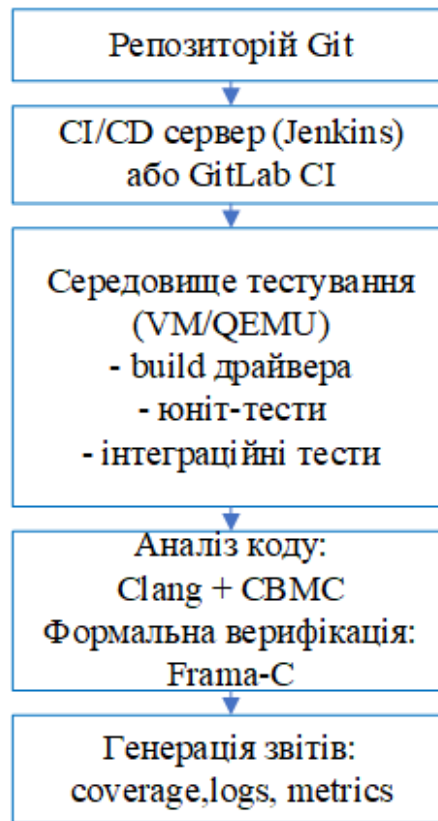 Репозиторій Git
CI/CD сервер (Jenkins)
або GitLab CI
Середовище тестування
(VM/QEMU)
- build драйвера
- юніт-тести
- інтеграційні тести
Аналіз коду:
Clang + CBMC
Формальна верифікація:
Frama-C
Генерація звітів:
coverage,logs, metrics